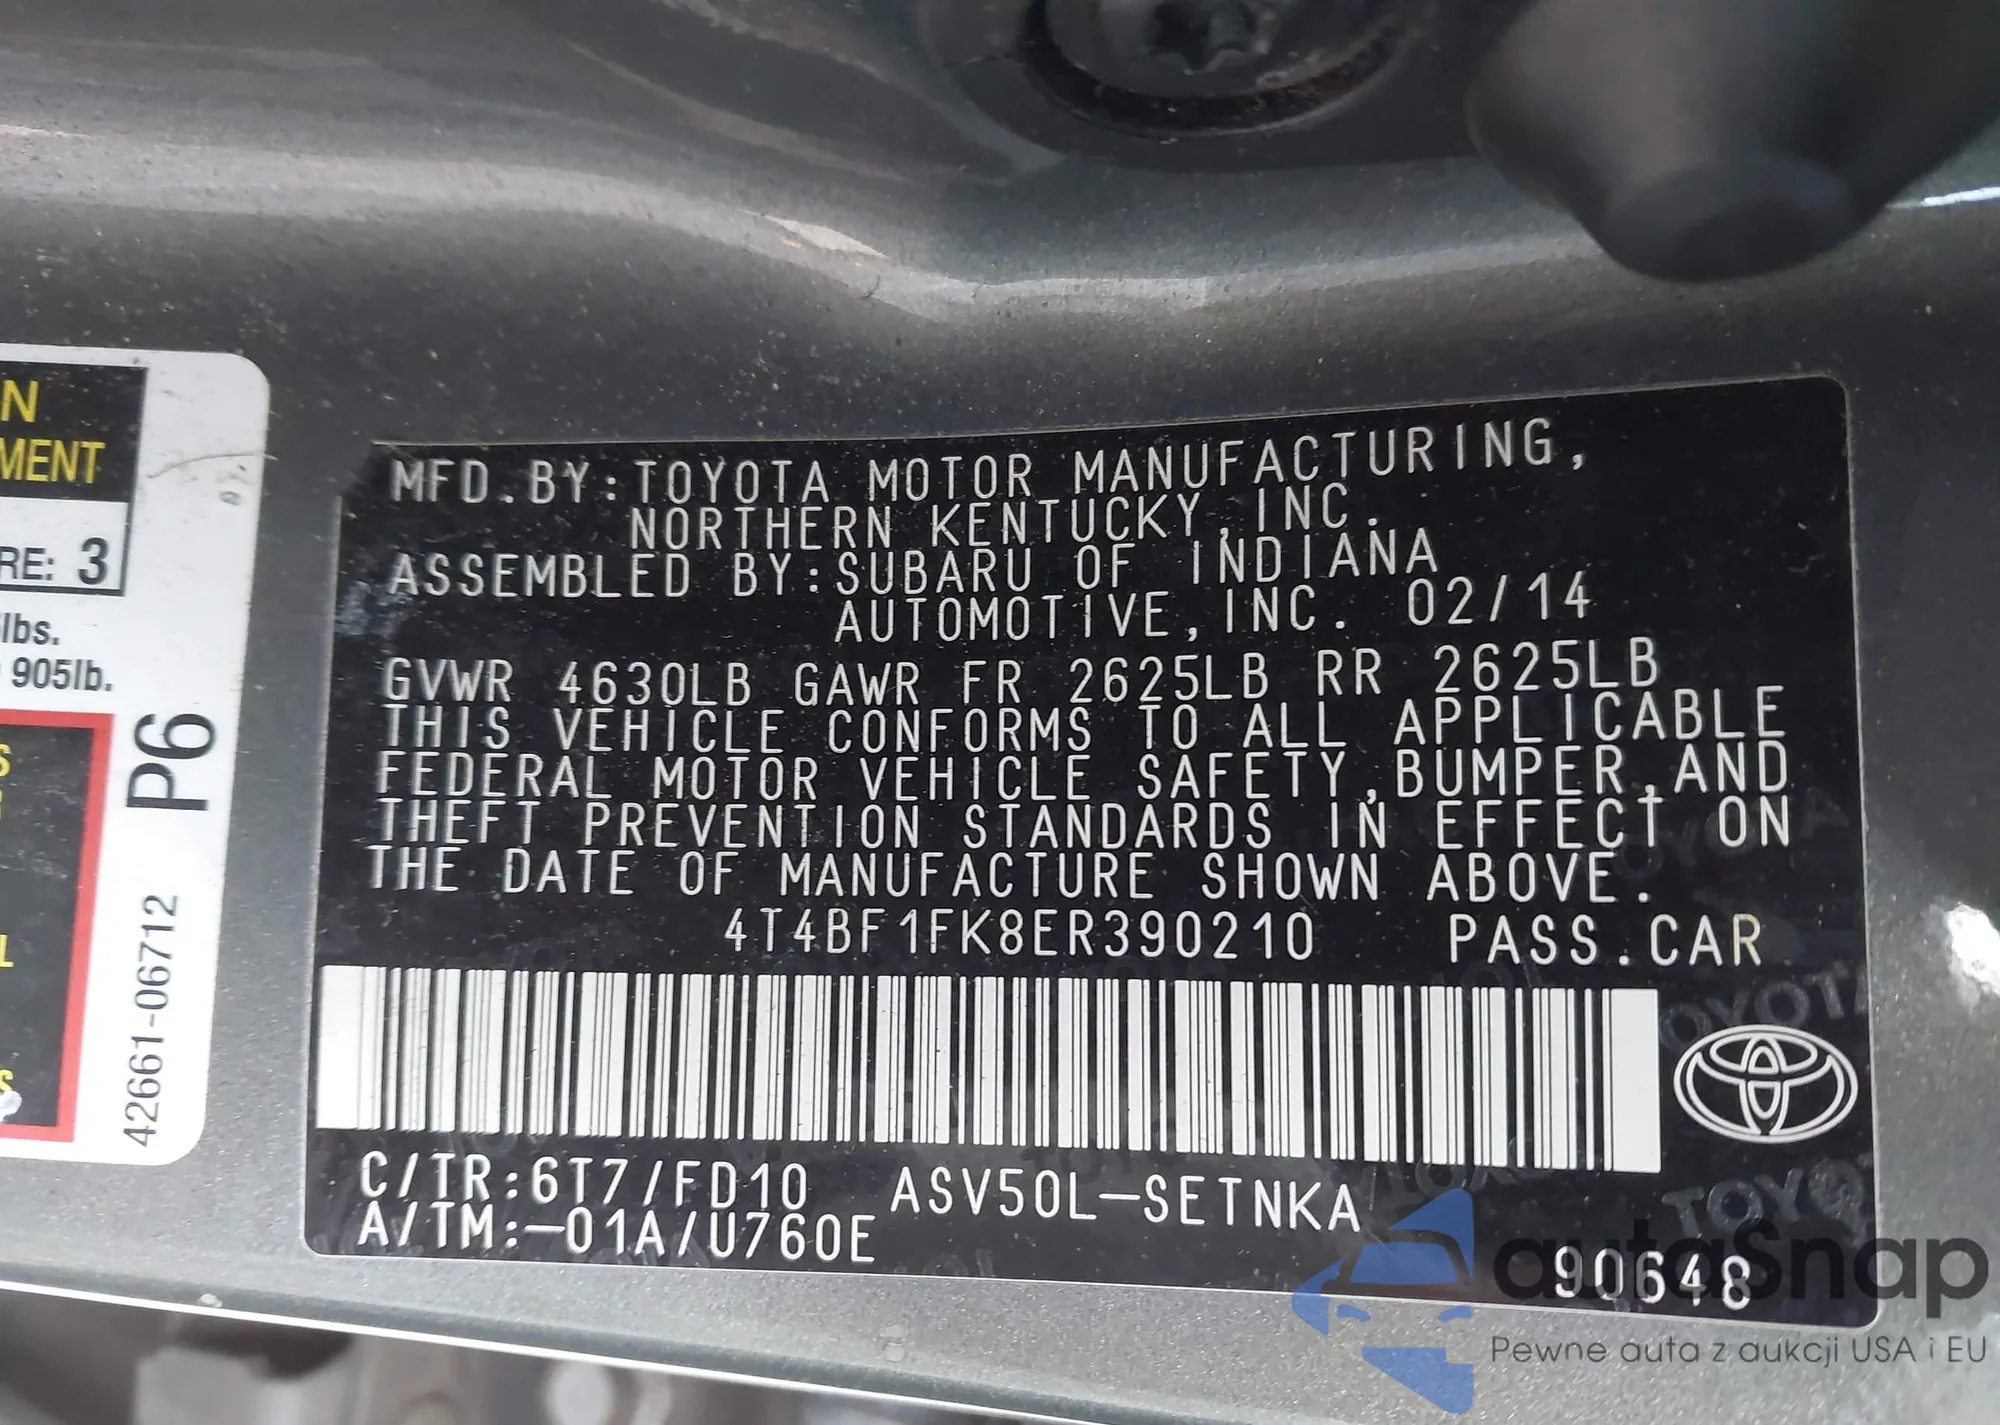 N
MENT
RE: 3
lbs.
905lb.
P6
42661-06712
MFD.BY:TOYOTA MOTOR MANUFACTURING,
NORTHERN KENTUCKY,INC.
ASSEMBLED BY:SUBARU OF INDIANA
AUTOMOTIVE,INC. 02/14
GVWR 4630LB GAWR FR 2625LB RR 2625LB
THIS VEHICLE CONFORMS TO ALL APPLICABLE
FEDERAL MOTOR VEHICLE SAFETY,BUMPER,AND
THEFT PREVENTION STANDARDS IN EFFECT ON
THE DATE OF MANUFACTURE SHOWN ABOVE.
4T4BF1FK8ER390210 PASS.CAR
C/TR:6T7/FD10 ASV50L-SETNKA
A/TM:-01A/U760E
90648
autoSnap
Pewne auta z aukcji USA i EU